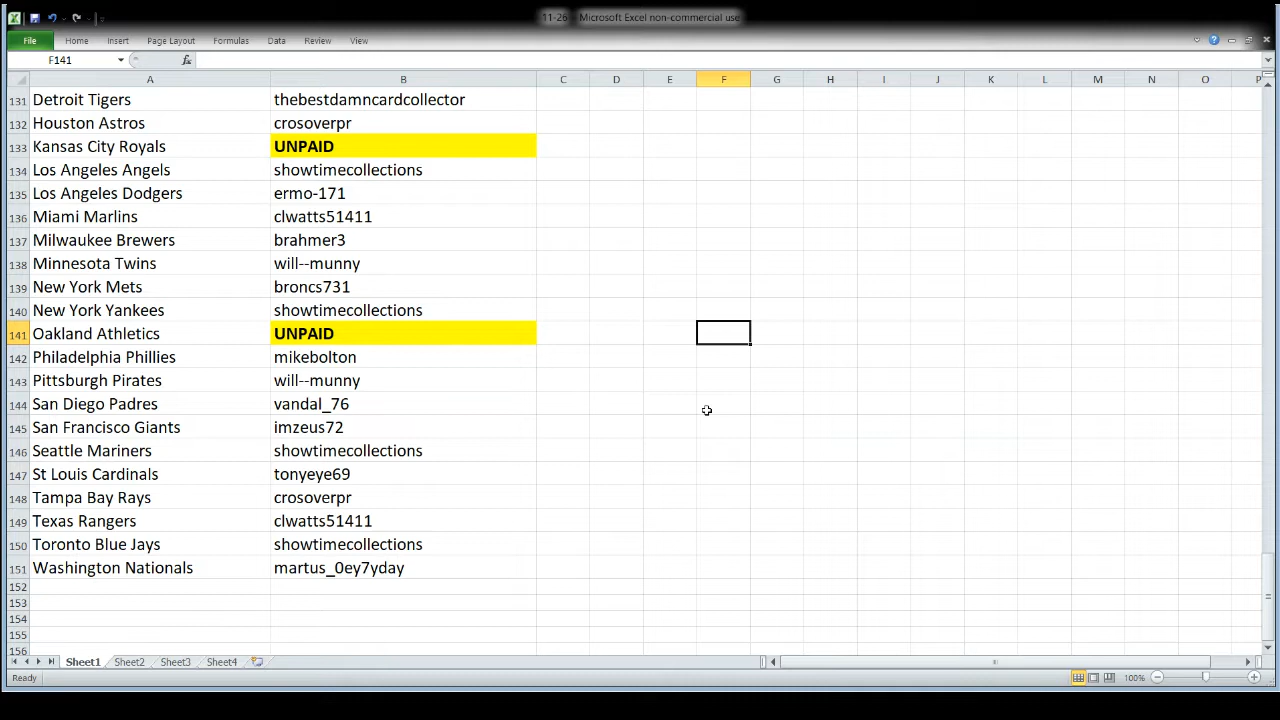 11-26 - Microsoft Excel non-commercial use
File Home Insert Page Layout Formulas Data Review View
F141 fx
A B C D E F G H I J K L M N O P
131 Detroit Tigers thebestdamncardcollector
132 Houston Astros crosoverpr
133 Kansas City Royals UNPAID
134 Los Angeles Angels showtimecollections
135 Los Angeles Dodgers ermo-171
136 Miami Marlins clwatts51411
137 Milwaukee Brewers brahmer3
138 Minnesota Twins will--munny
139 New York Mets broncs731
140 New York Yankees showtimecollections
141 Oakland Athletics UNPAID
142 Philadelphia Phillies mikebolton
143 Pittsburgh Pirates will--munny
144 San Diego Padres vandal_76
145 San Francisco Giants imzeus72
146 Seattle Mariners showtimecollections
147 St Louis Cardinals tonyeye69
148 Tampa Bay Rays crosoverpr
149 Texas Rangers clwatts51411
150 Toronto Blue Jays showtimecollections
151 Washington Nationals martus_0ey7yday
152
153
154
155
156
Sheet1 Sheet2 Sheet3 Sheet4
Ready 100%